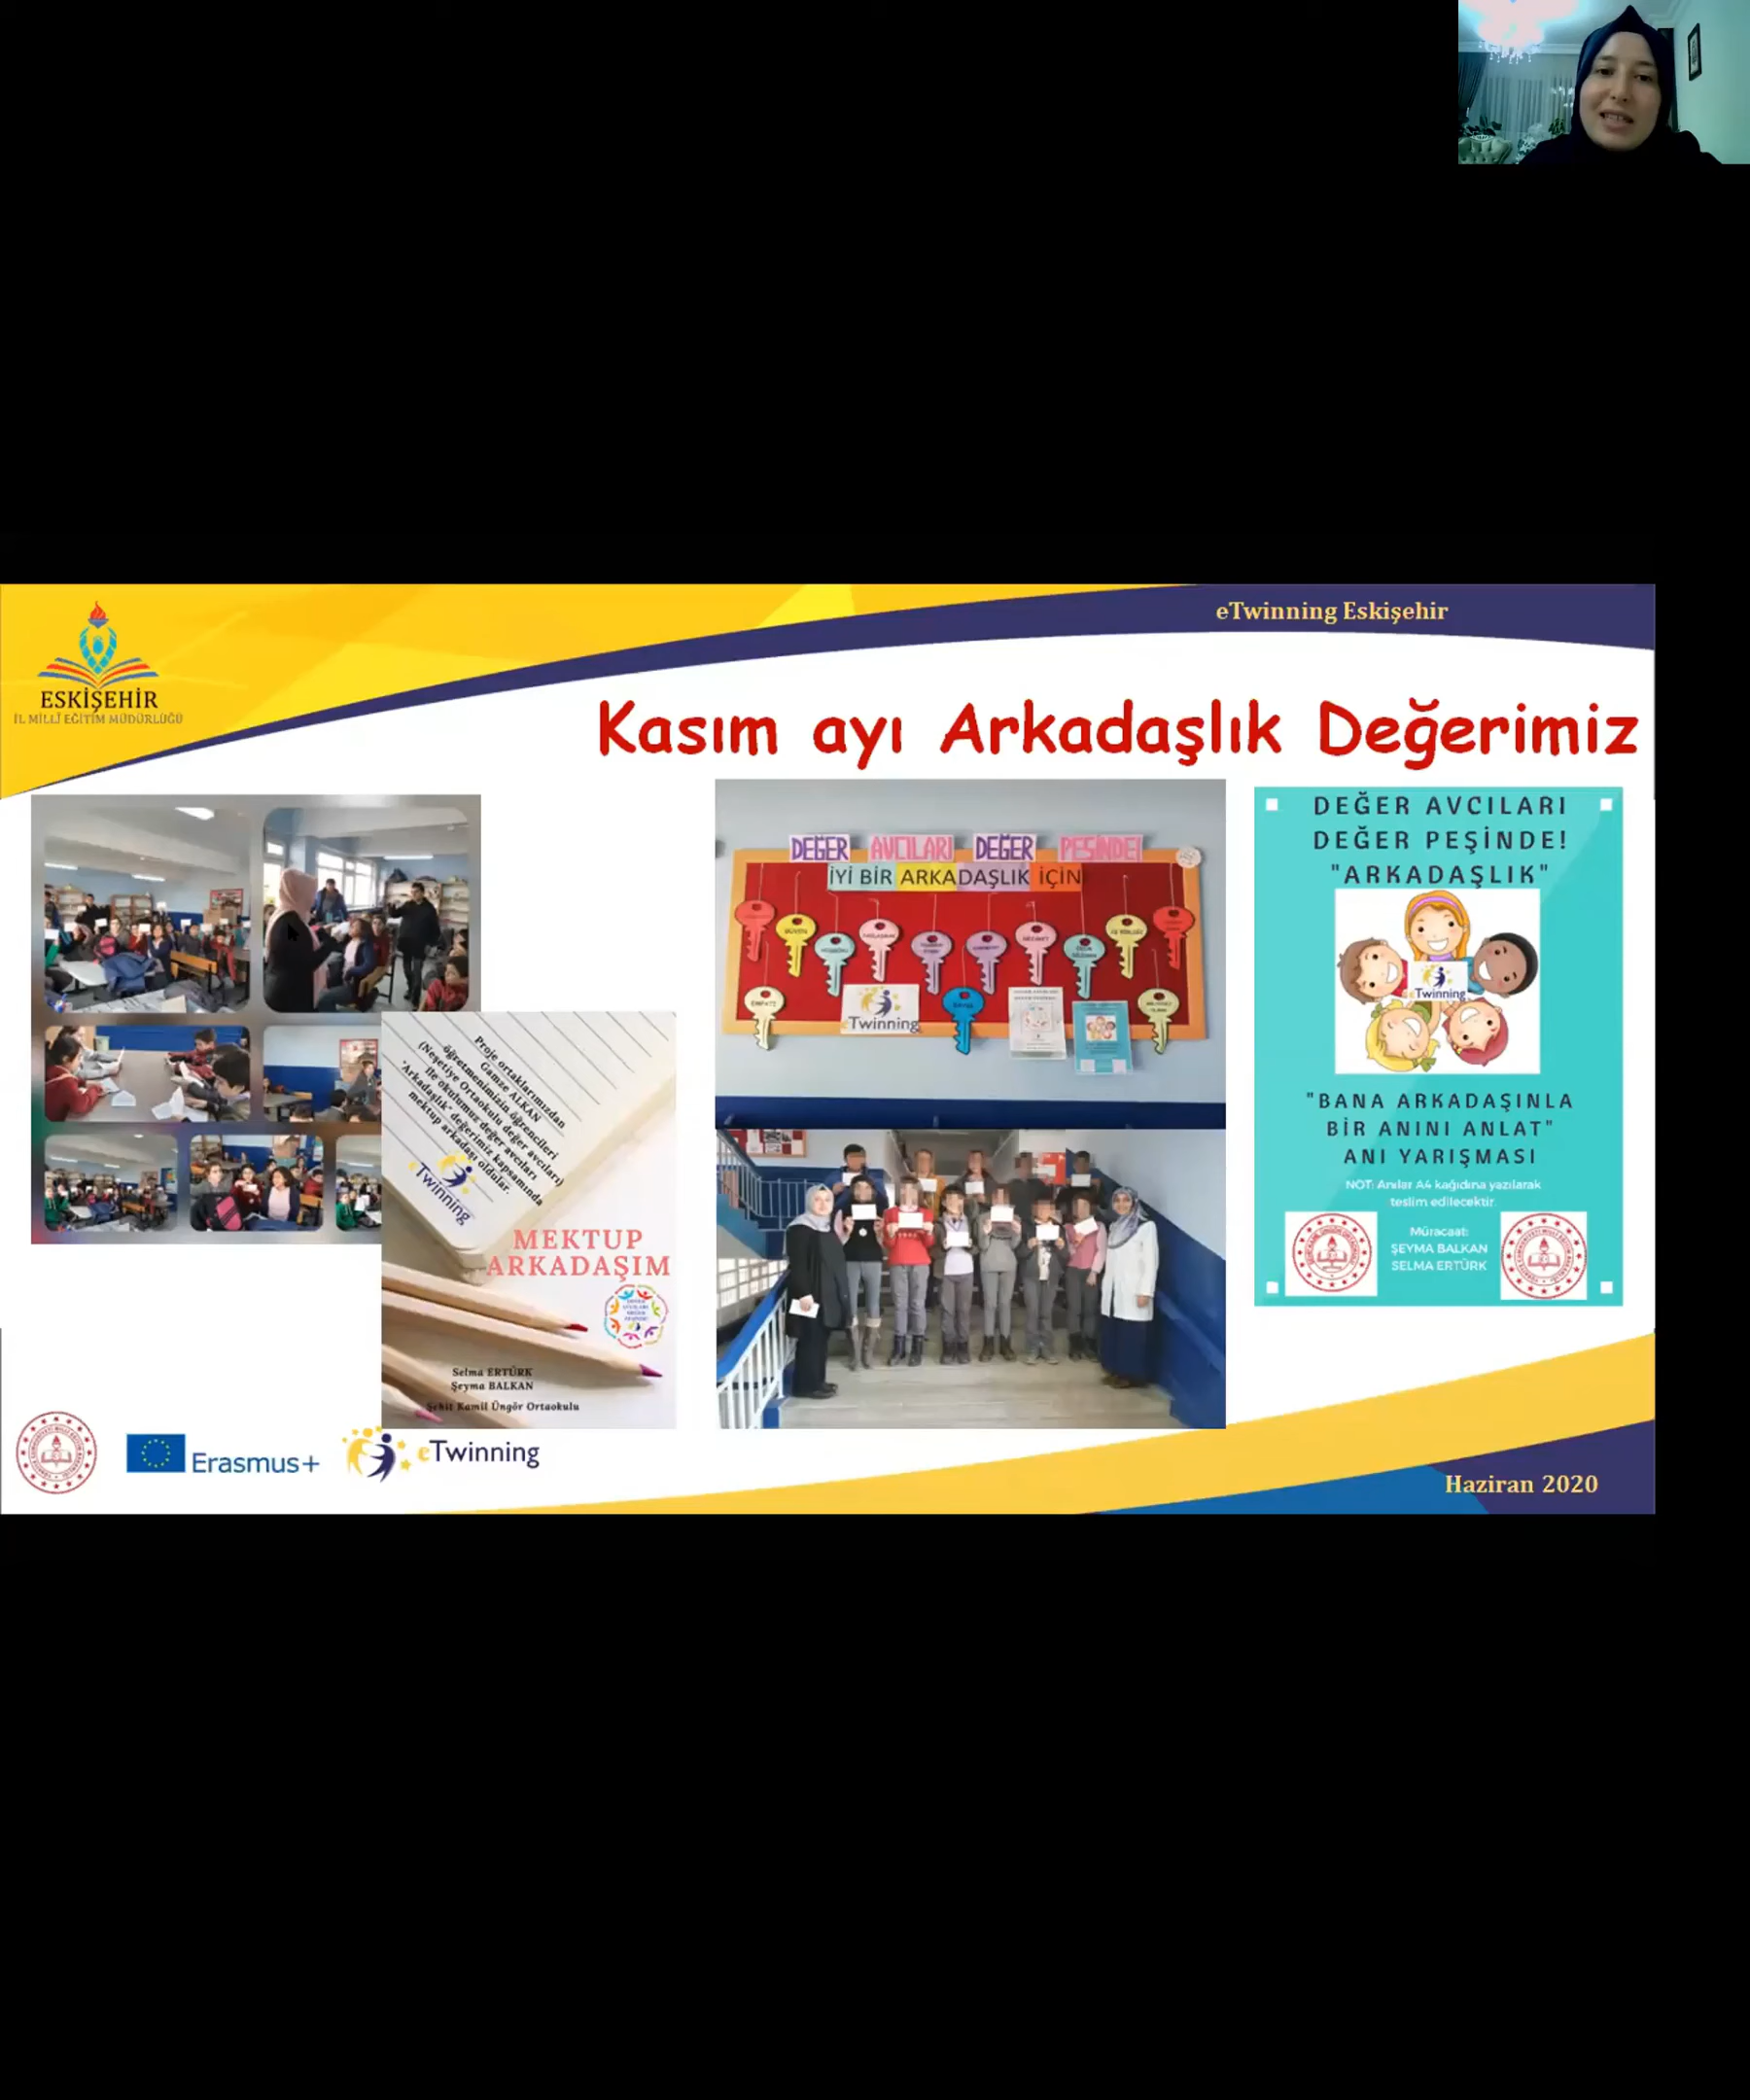 eTwinning Eskişehir
ESKİŞEHİR
İL MİLLÎ EĞİTİM MÜDÜRLÜĞÜ
Kasım ayı Arkadaşlık Değerimiz
Proje ortaklarımızdan
Gamze ALKAN
öğretmenimizin öğrencileri
(Neşetiye Ortaokulu değer avcıları)
ile okulumuz değer avcıları
"Arkadaşlık" değerimiz kapsamında
mektup arkadaşı oldular.
eTwinning
MEKTUP
ARKADAŞIM
Selma ERTÜRK
Şeyma BALKAN
Şehit Kamil Üngör Ortaokulu
DEĞER AVCILARI DEĞER PEŞİNDE!
İYİ BİR ARKADAŞLIK İÇİN
GÜVEN
EMPATİ
eTwinning
DEĞER AVCILARI
DEĞER PEŞİNDE!
"ARKADAŞLIK"
eTwinning
"BANA ARKADAŞINLA
BİR ANINI ANLAT"
ANI YARIŞMASI
NOT: Anılar A4 kağıdına yazılarak
teslim edilecektir.
Müracaat:
ŞEYMA BALKAN
SELMA ERTÜRK
Erasmus+
eTwinning
Haziran 2020